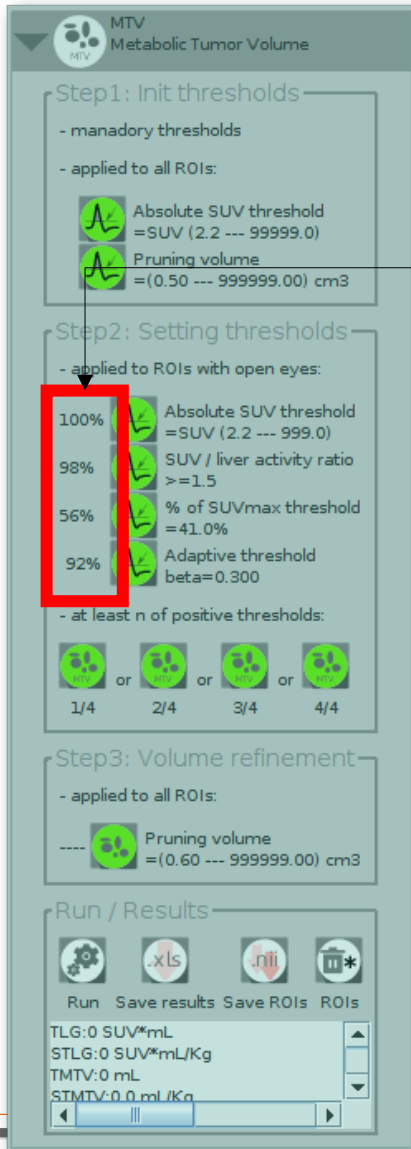 MTV
Metabolic Tumor Volume
MTV
Step1: Init thresholds
- manadory thresholds
- applied to all ROIs:
Absolute SUV threshold
=SUV (2.2 --- 99999.0)
Pruning volume
=(0.50 --- 999999.00) cm3
Step2: Setting thresholds
- applied to ROIs with open eyes:
100% Absolute SUV threshold
=SUV (2.2 --- 999.0)
98% SUV / liver activity ratio
>=1.5
56% % of SUVmax threshold
=41.0%
92% Adaptive threshold
beta=0.300
- at least n of positive thresholds:
MTV or MTV or MTV or MTV
1/4 2/4 3/4 4/4
Step3: Volume refinement
- applied to all ROIs:
---- Pruning volume
=(0.60 --- 999999.00) cm3
Run / Results
.xls .nii *
Run Save results Save ROIs ROIs
TLG:0 SUV*mL
STLG:0 SUV*mL/Kg
TMTV:0 mL
STMTV:0.0 mL/Kg